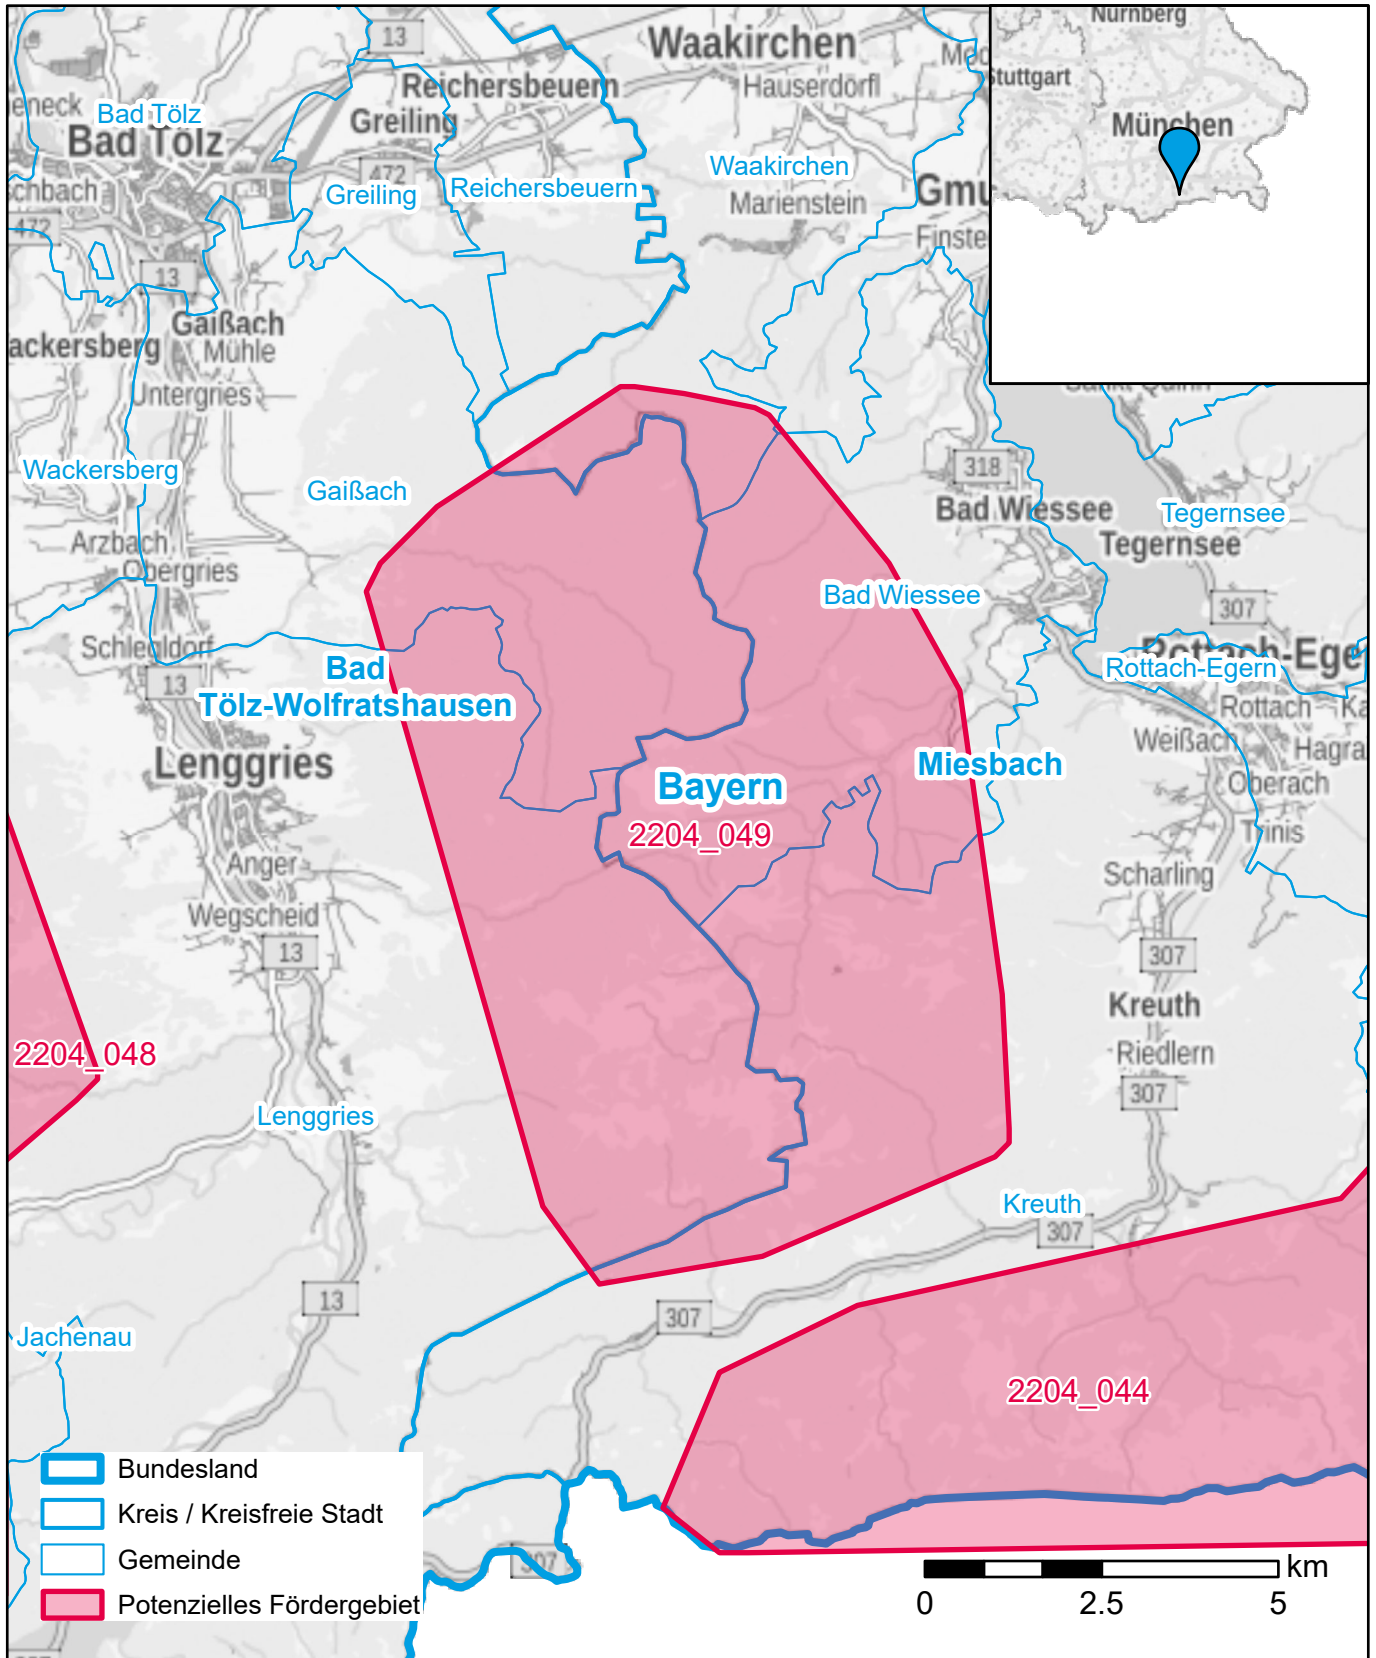 13
Waakirchen
Nürnberg
Stuttgart
München
Reichersbeuern
Hauserdörfl
Bad Tölz
Bad Tölz
Greiling
472
Greiling
Reichersbeuern
Waakirchen
Marienstein
472
13
Gaißach
Mühle
Untergries
Wackersberg
Gaißach
318
Bad Wiessee
Tegernsee
Tegernsee
Arzbach
Obergries
Bad Wiessee
307
Schlegldorf
13
Bad
Tölz-Wolfratshausen
Rottach-Egern
Rottach
Weißach
Lenggries
Bayern
Miesbach
Oberach
2204_049
Trinis
Anger
Scharling
Wegscheid
13
307
Kreuth
2204_048
Riedlern
307
Lenggries
Kreuth
307
13
307
Jachenau
2204_044
Bundesland
Kreis / Kreisfreie Stadt
Gemeinde
307
Potenzielles Fördergebiet
km
0 2.5 5